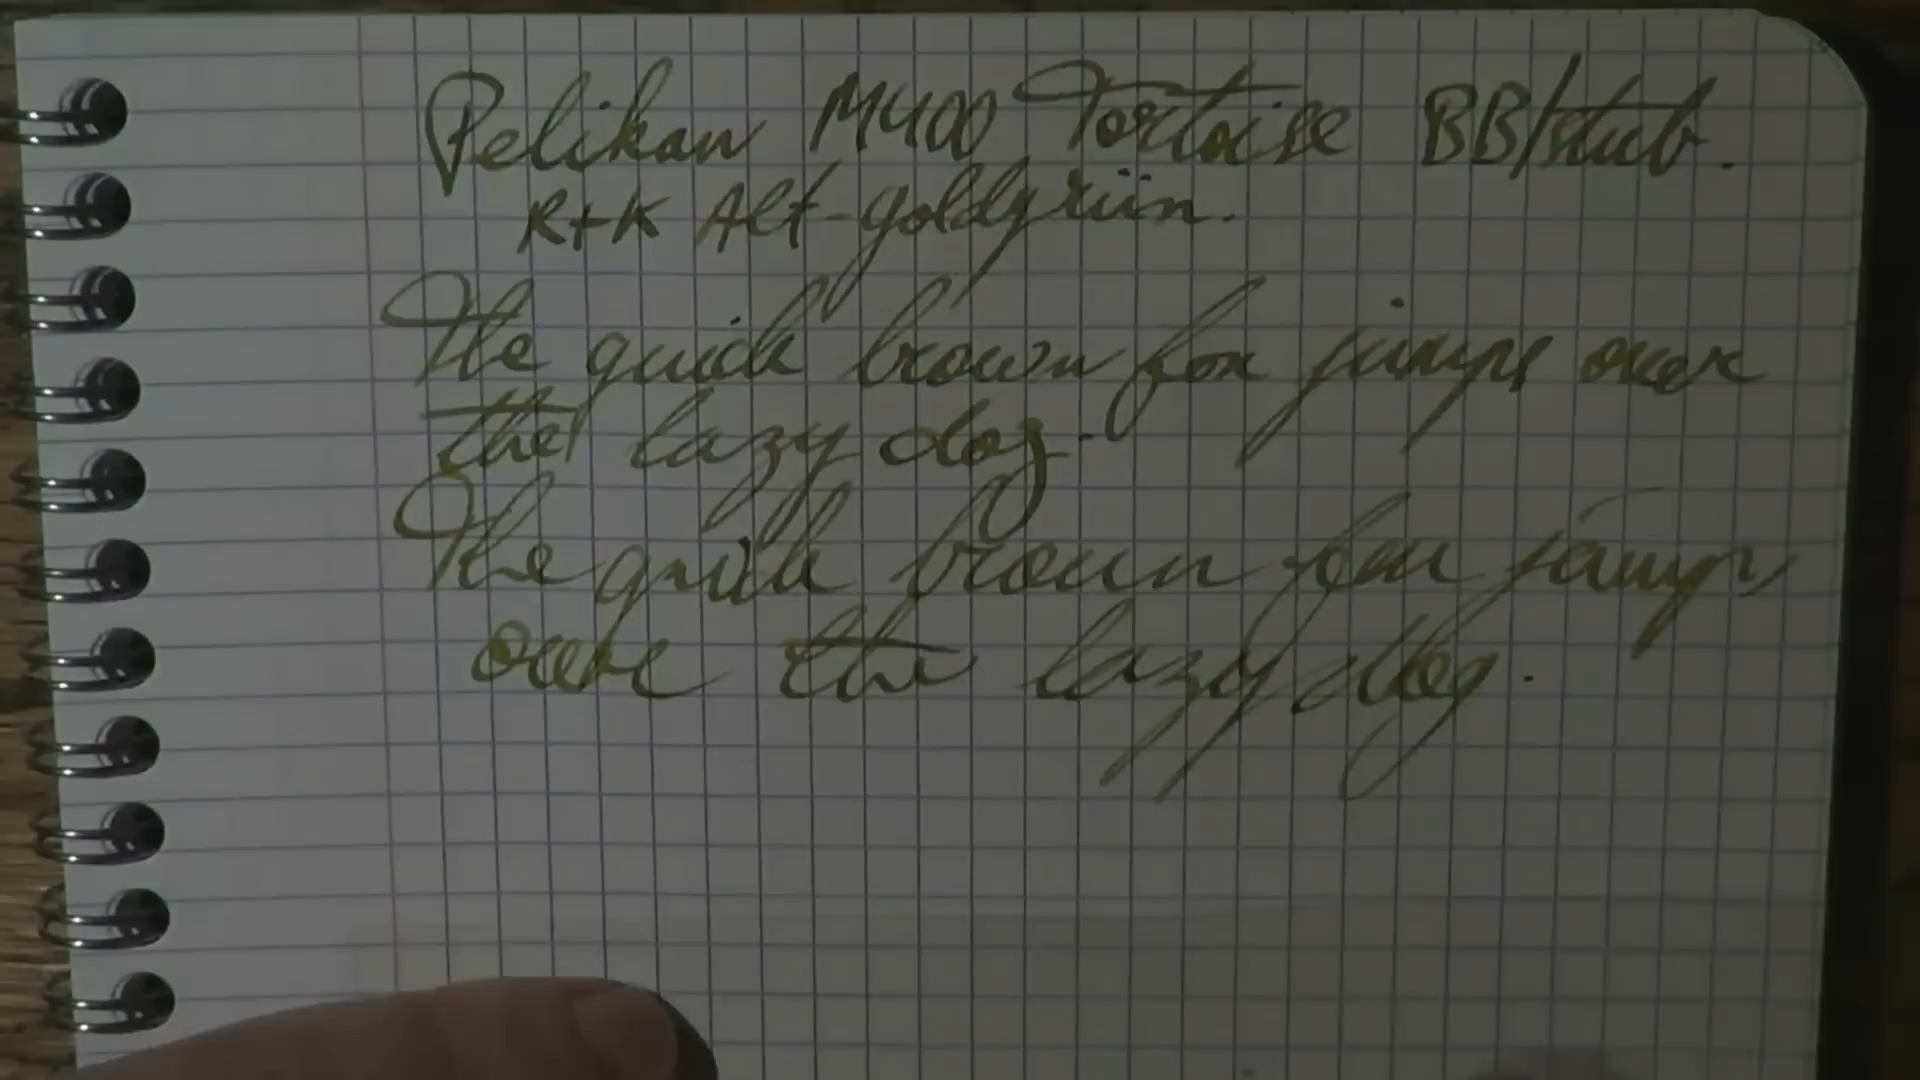 Pelikan M400 Tortoise BB/stub.
R+K Alt-goldgrün.
The quick brown fox jumps over
the lazy dog.
The quick brown fox jumps
over the lazy dog.